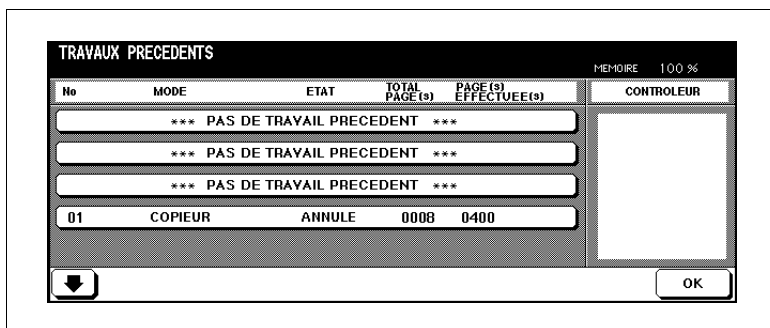 TRAVAUX PRECEDENTS
MEMOIRE 100 %
No MODE ETAT TOTAL PAGE(S) PAGE(S) EFFECTUEE(S) CONTROLEUR
*** PAS DE TRAVAIL PRECEDENT ***
*** PAS DE TRAVAIL PRECEDENT ***
*** PAS DE TRAVAIL PRECEDENT ***
01 COPIEUR ANNULE 0008 0400
OK